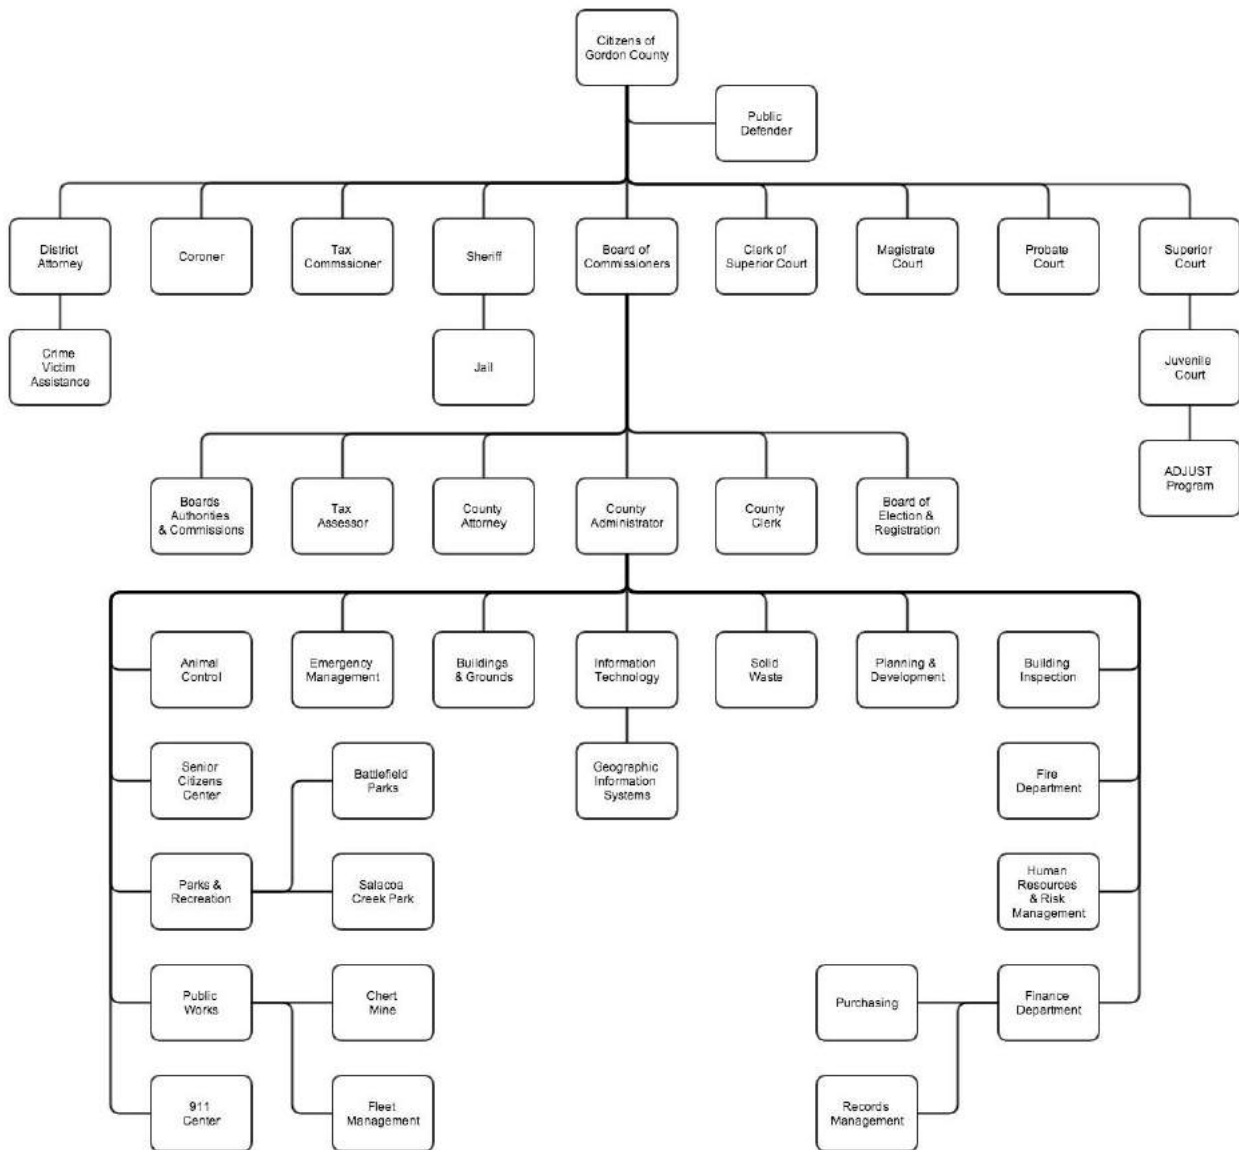 Citizens of
Gordon County
Public
Defender
District
Attorney
Coroner
Tax
Commssioner
Sheriff
Board of
Commissioners
Clerk of
Superior Court
Magistrate
Court
Probate
Court
Superior
Court
Crime
Victim
Assistance
Jail
Juvenile
Court
ADJUST
Program
Boards
Authorities
& Commissions
Tax
Assessor
County
Attorney
County
Administrator
County
Clerk
Board of
Election &
Registration
Animal
Control
Emergency
Management
Buildings
& Grounds
Information
Technology
Solid
Waste
Planning &
Development
Building
Inspection
Senior
Citizens
Center
Battlefield
Parks
Geographic
Information
Systems
Fire
Department
Parks &
Recreation
Salacoa
Creek Park
Human
Resources
& Risk
Management
Public
Works
Chert
Mine
Purchasing
Finance
Department
911
Center
Fleet
Management
Records
Management